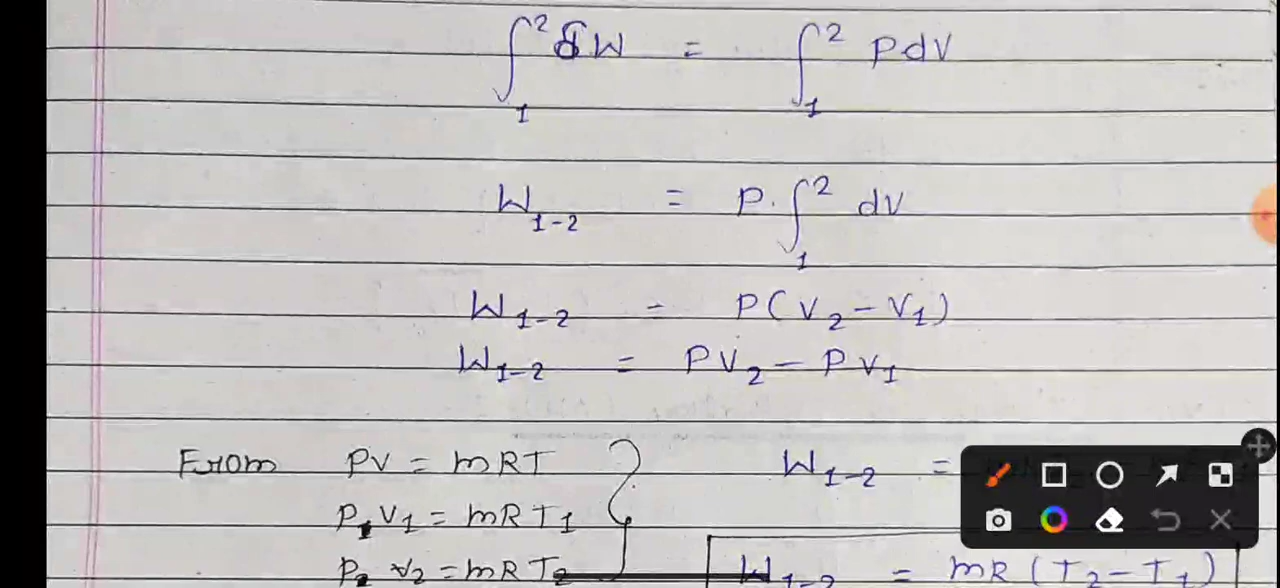 ∫₁² δW = ∫₁² PdV
W₁₋₂ = P.∫₁² dV
W₁₋₂ = P(V₂ – V₁)
W₁₋₂ = PV₂ – PV₁
From PV = mRT W₁₋₂ =
P₁V₁ = mRT₁
P₂V₂ = mRT₂ W₁₋₂ = mR(T₂ – T₁)